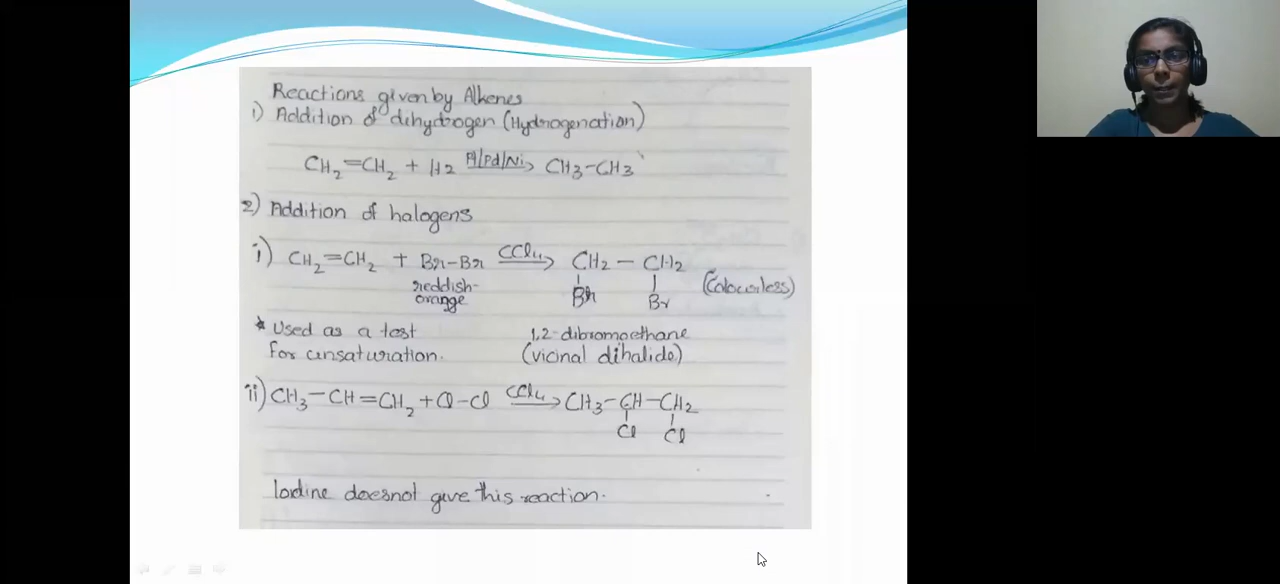 Reactions given by Alkenes
1) Addition of dihydrogen (Hydrogenation)
CH2=CH2 + H2 Pt/Pd/Ni→ CH3-CH3
2) Addition of halogens
i) CH2=CH2 + Br-Br CCl4→ CH2-CH2
reddish- Br Br (Colourless)
orange
* Used as a test 1,2-dibromoethane
for unsaturation. (vicinal dihalide)
ii) CH3-CH=CH2+Cl-Cl CCl4→ CH3-CH-CH2
Cl Cl
Iodine doesnot give this reaction.